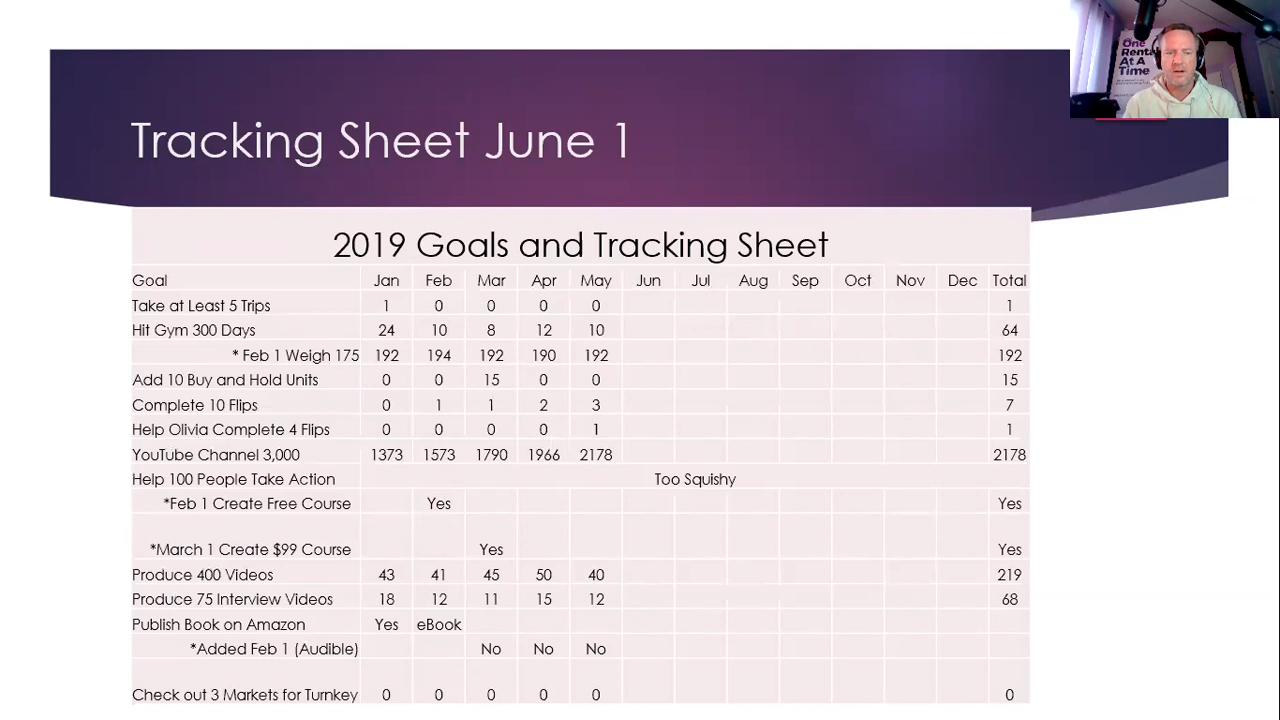 One
Rental
At A
Time
Tracking Sheet June 1
2019 Goals and Tracking Sheet
Goal Jan Feb Mar Apr May Jun Jul Aug Sep Oct Nov Dec Total
Take at Least 5 Trips 1 0 0 0 0 1
Hit Gym 300 Days 24 10 8 12 10 64
* Feb 1 Weigh 175 192 194 192 190 192 192
Add 10 Buy and Hold Units 0 0 15 0 0 15
Complete 10 Flips 0 1 1 2 3 7
Help Olivia Complete 4 Flips 0 0 0 0 1 1
YouTube Channel 3,000 1373 1573 1790 1966 2178 2178
Help 100 People Take Action Too Squishy
*Feb 1 Create Free Course Yes Yes
*March 1 Create $99 Course Yes Yes
Produce 400 Videos 43 41 45 50 40 219
Produce 75 Interview Videos 18 12 11 15 12 68
Publish Book on Amazon Yes eBook
*Added Feb 1 (Audible) No No No
Check out 3 Markets for Turnkey 0 0 0 0 0 0